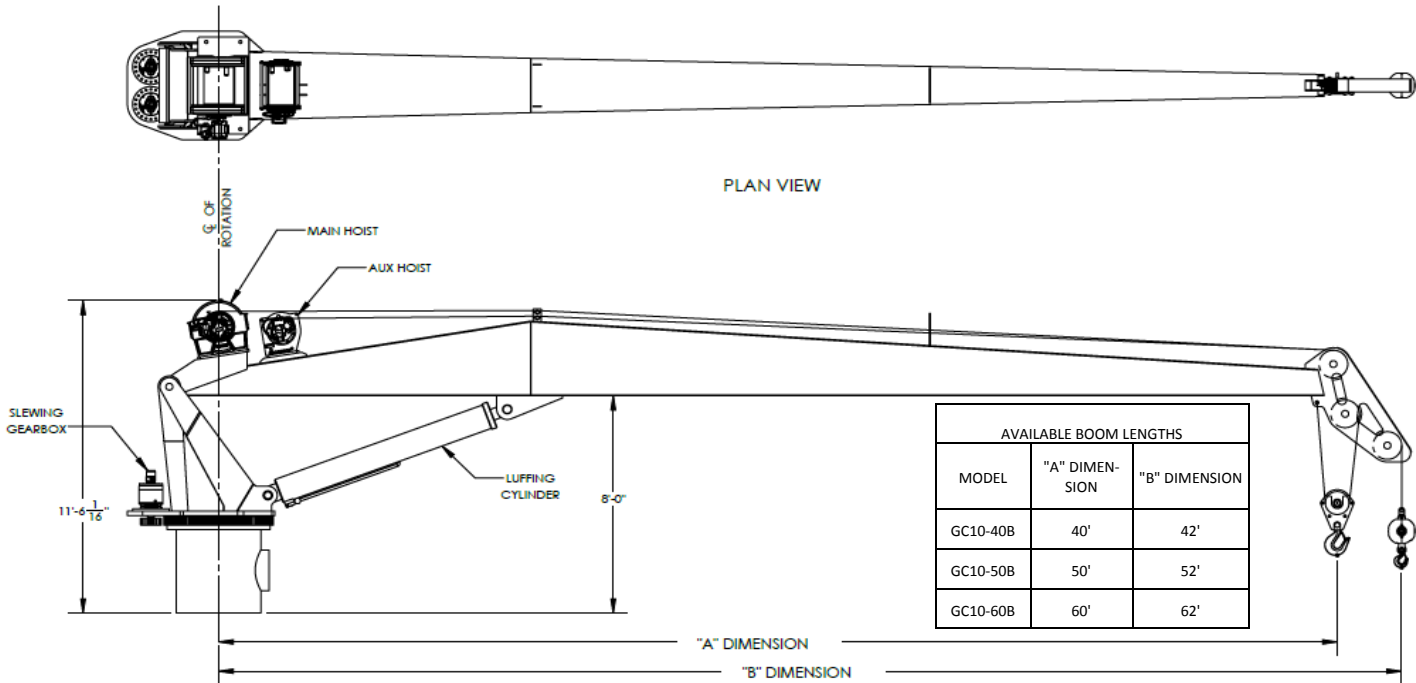 PLAN VIEW
℄ OF
ROTATION
MAIN HOIST
AUX HOIST
SLEWING
GEARBOX
11'-6 1/16"
LUFFING
CYLINDER
8'-0"
AVAILABLE BOOM LENGTHS
MODEL "A" DIMEN-
SION "B" DIMENSION
GC10-40B 40' 42'
GC10-50B 50' 52'
GC10-60B 60' 62'
"A" DIMENSION
"B" DIMENSION